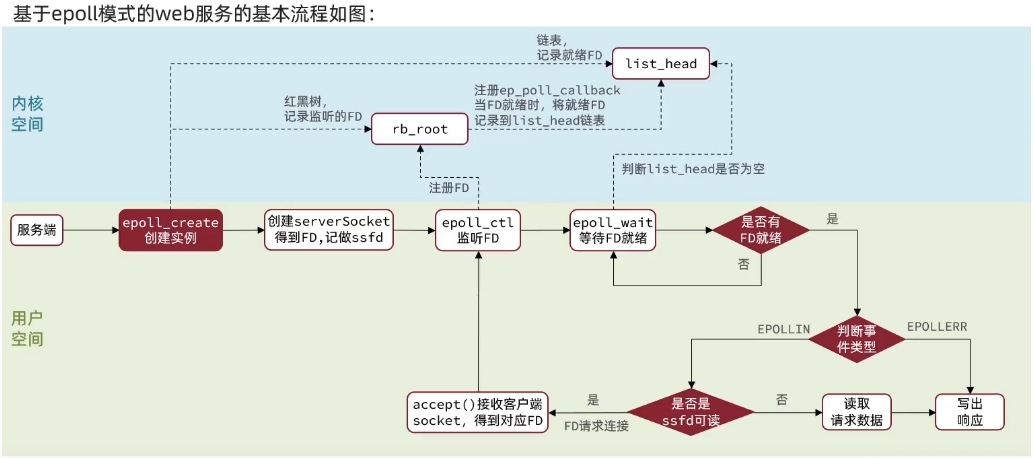 基于epoll模式的web服务的基本流程如图：
链表，
记录就绪FD
list_head
内核
空间
红黑树，
记录监听的FD
rb_root
注册ep_poll_callback
当FD就绪时，将就绪FD
记录到list_head链表
判断list_head是否为空
注册FD
服务端
epoll_create
创建实例
创建serverSocket
得到FD,记做ssfd
epoll_ctl
监听FD
epoll_wait
等待FD就绪
是否有
FD就绪
是
否
用户
空间
EPOLLIN
判断事
件类型
EPOLLERR
accept()接收客户端
socket，得到对应FD
是
FD请求连接
是否是
ssfd可读
否
读取
请求数据
写出
响应